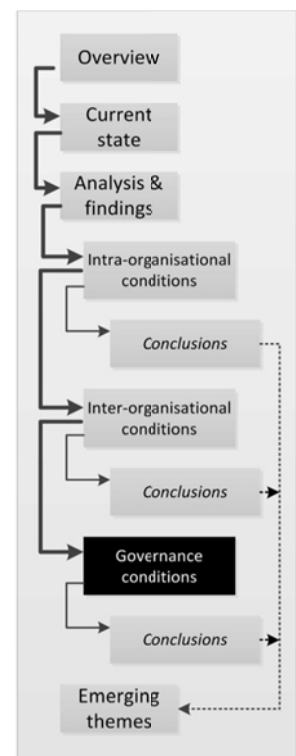 Overview
Current
state
Analysis &
findings
Intra-organisational
conditions
Conclusions
Inter-organisational
conditions
Conclusions
Governance
conditions
Conclusions
Emerging
themes